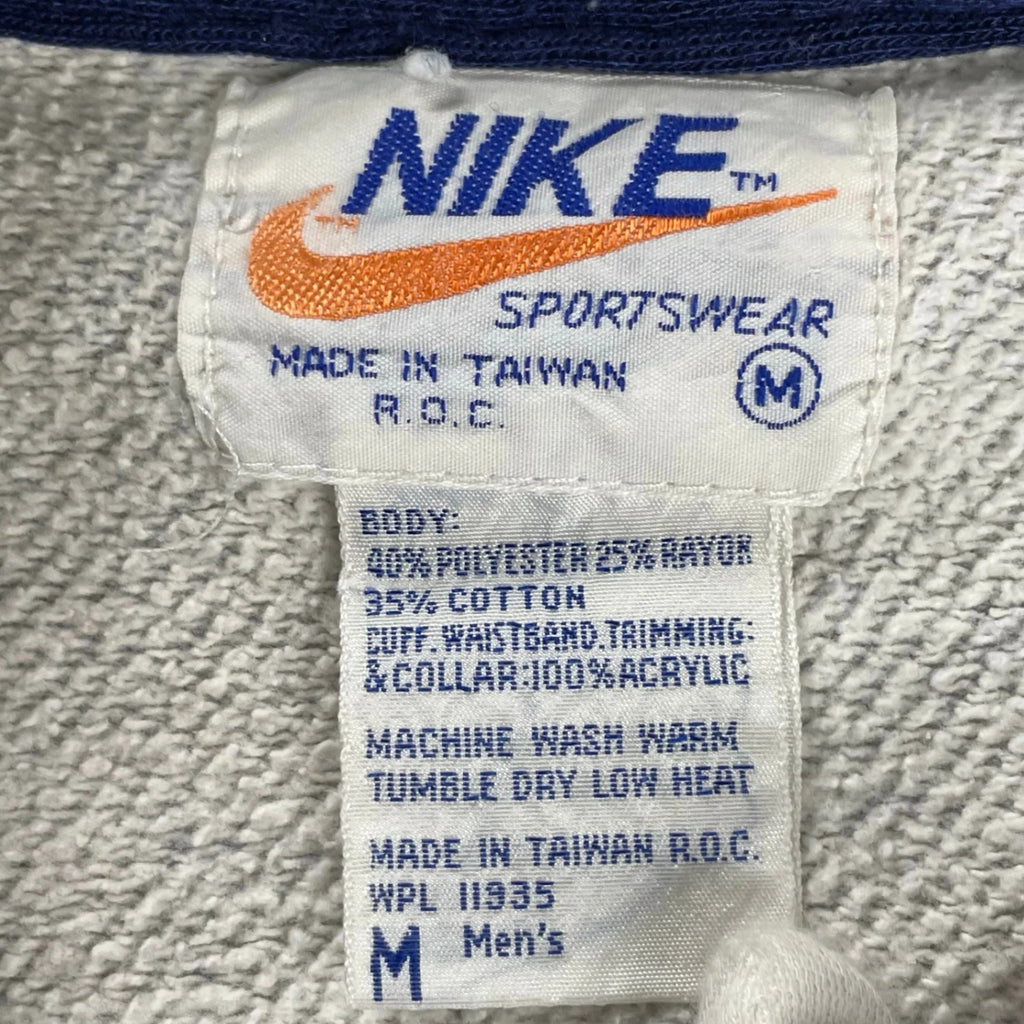 NIKE™
™
SPORTSWEAR
MADE IN TAIWAN
R.O.C.
M
BODY:
40% POLYESTER 25% RAYON
35% COTTON
CUFF. WAISTBAND. TRIMMING:
& COLLAR: 100% ACRYLIC
MACHINE WASH WARM
TUMBLE DRY LOW HEAT
MADE IN TAIWAN R.O.C.
WPL 11935
M Men's